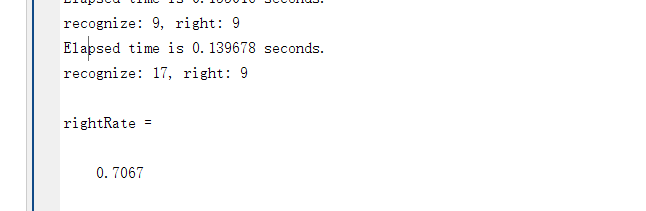 recognize: 9, right: 9
Elapsed time is 0.139678 seconds.
recognize: 17, right: 9
rightRate =
0.7067